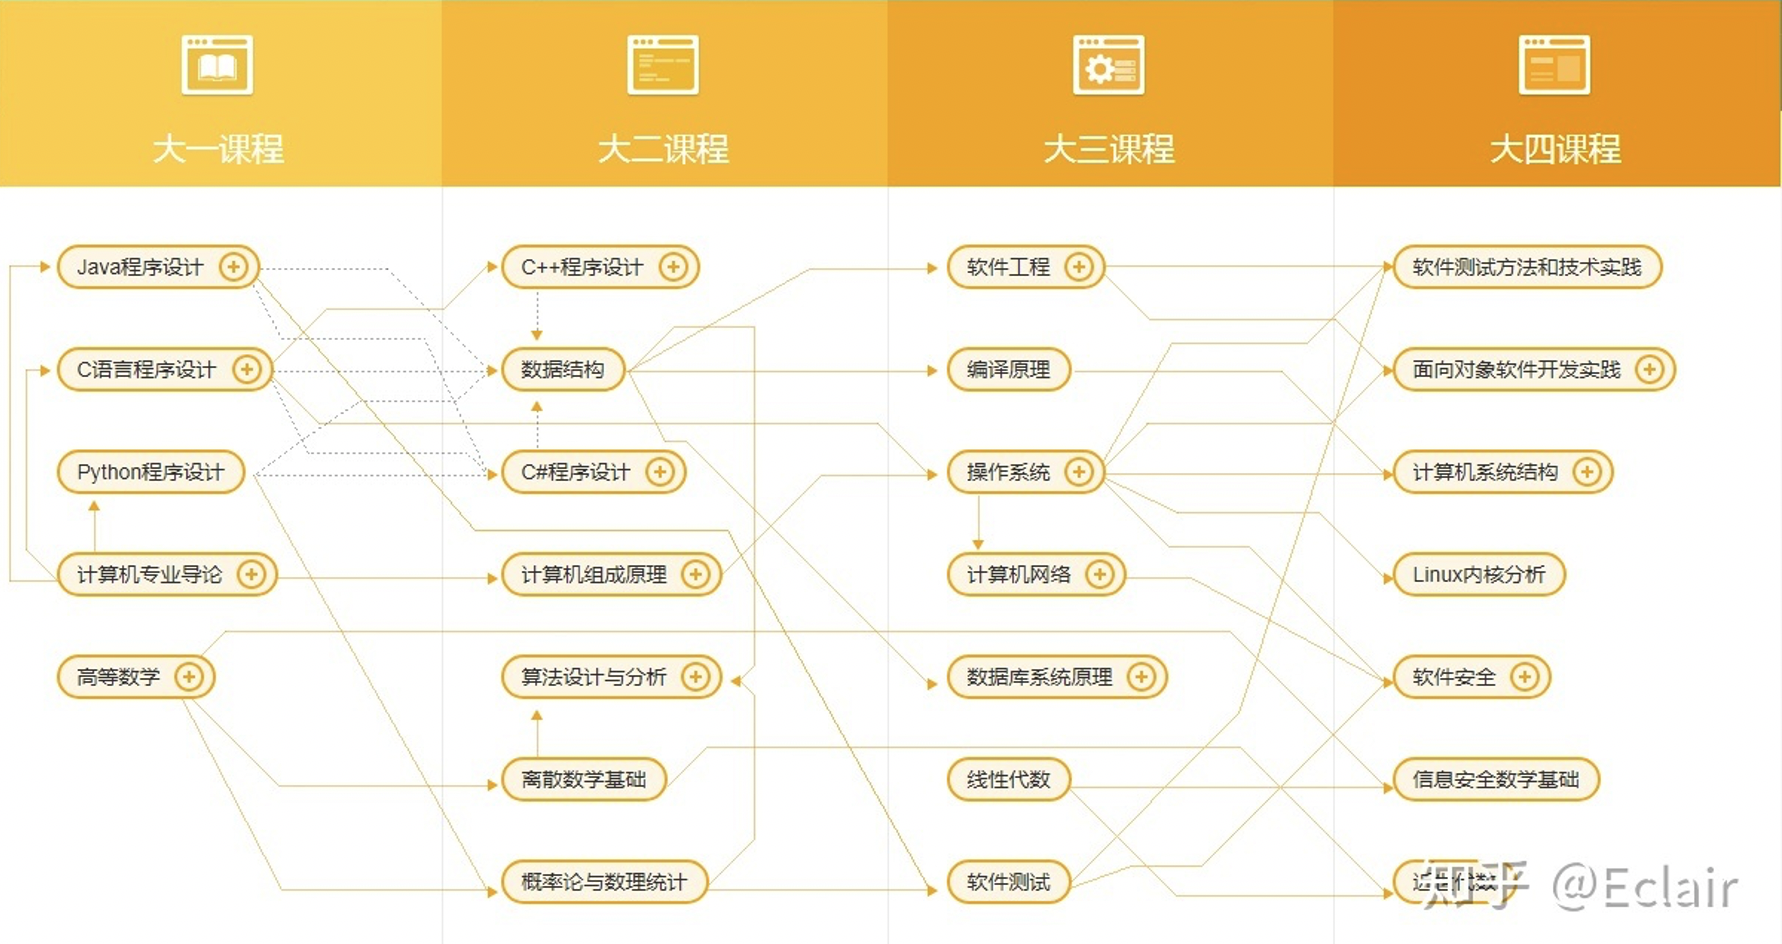 大一课程
大二课程
大三课程
大四课程
Java程序设计
C++程序设计
软件工程
软件测试方法和技术实践
C语言程序设计
数据结构
编译原理
面向对象软件开发实践
Python程序设计
C#程序设计
操作系统
计算机系统结构
计算机专业导论
计算机组成原理
计算机网络
Linux内核分析
高等数学
算法设计与分析
数据库系统原理
软件安全
离散数学基础
线性代数
信息安全数学基础
概率论与数理统计
软件测试
近世代数
知乎 @Eclair